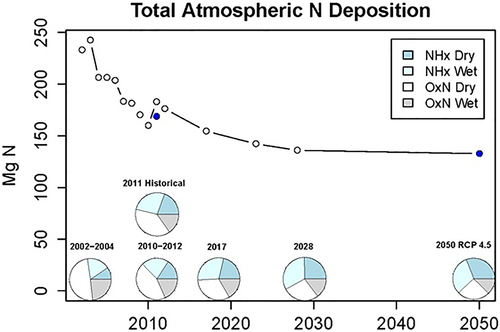 Total Atmospheric N Deposition
Mg N
250
200
150
100
50
0
NHx Dry
NHx Wet
OxN Dry
OxN Wet
2011 Historical
2002-2004
2010-2012
2017
2028
2050 RCP 4.5
2010
2020
2030
2040
2050